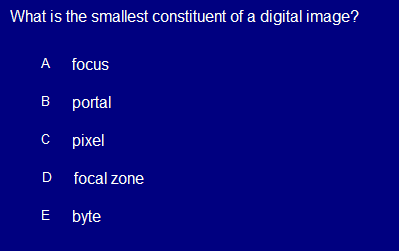 What is the smallest constituent of a digital image?
A focus
B portal
C pixel
D focal zone
E byte